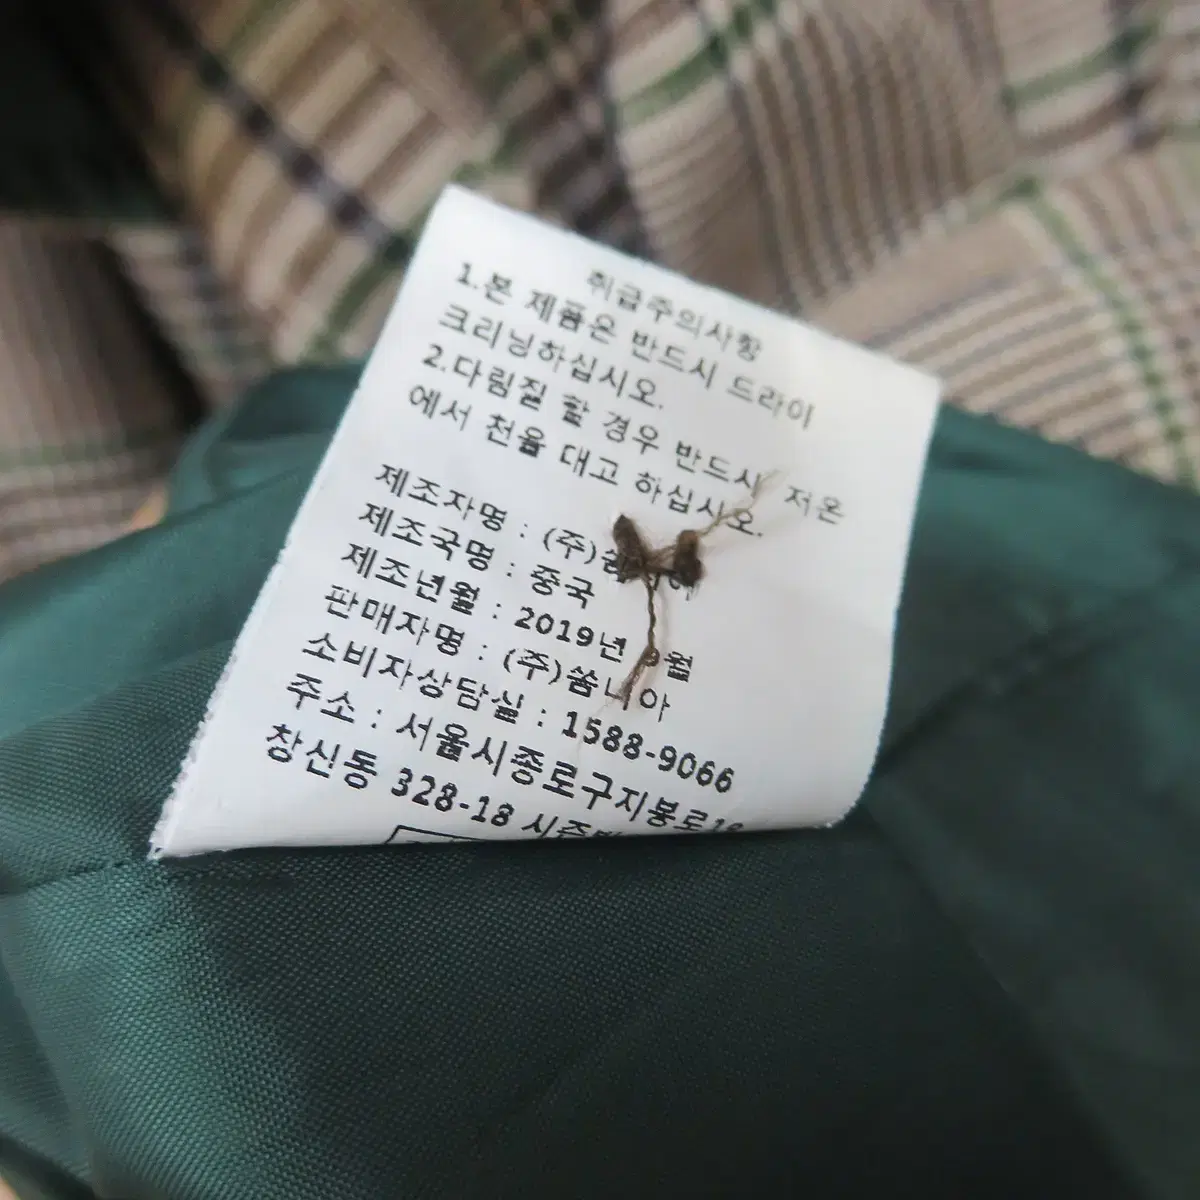 취급주의사항
1.본 제품은 반드시 드라이
크리닝하십시오.
2.다림질 할 경우 반드시 저온
에서 천을 대고 하십시오.
제조자명 : (주)쏨
제조국명 : 중국
제조년월 : 2019년 월
판매자명 : (주)쏨니아
소비자상담실 : 1588-9066
주소 : 서울시종로구지봉로
창신동 328-18